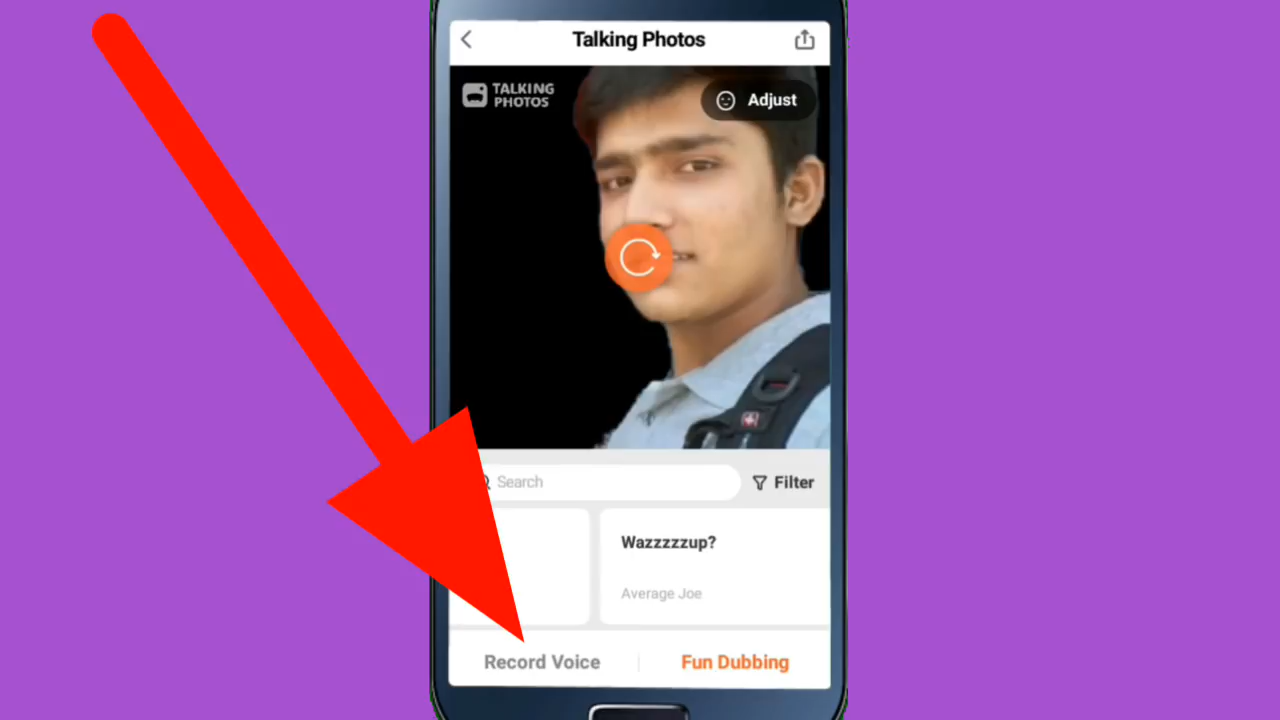 Talking Photos
TALKING
PHOTOS
Adjust
Search
Filter
Wazzzzzup?
Average Joe
Record Voice
Fun Dubbing